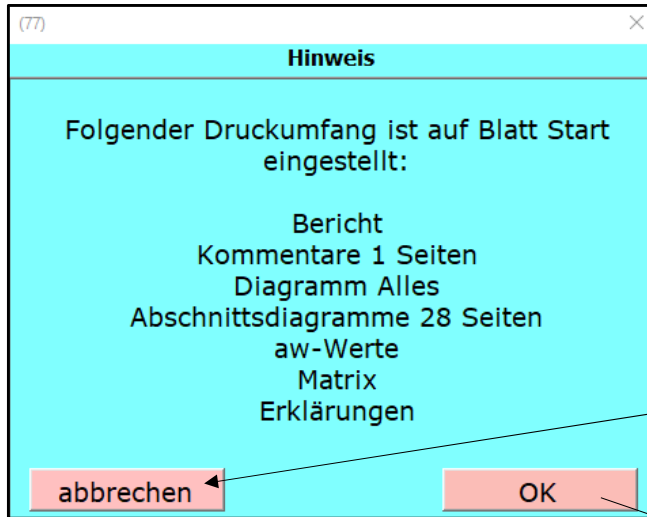 (77)
Hinweis
Folgender Druckumfang ist auf Blatt Start
eingestellt:
Bericht
Kommentare 1 Seiten
Diagramm Alles
Abschnittsdiagramme 28 Seiten
aw-Werte
Matrix
Erklärungen
abbrechen
OK